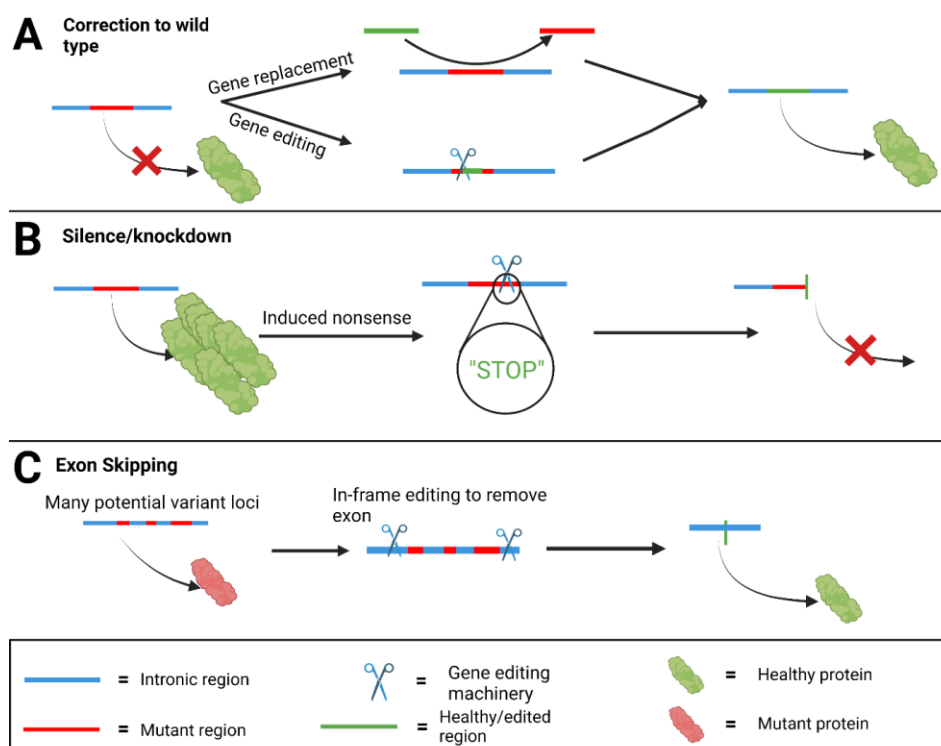 A
Correction to wild
type
Gene replacement
Gene editing
B
Silence/knockdown
Induced nonsense
"STOP"
C
Exon Skipping
Many potential variant loci
In-frame editing to remove
exon
= Intronic region
= Gene editing
machinery
= Healthy protein
= Mutant region
= Healthy/edited
region
= Mutant protein